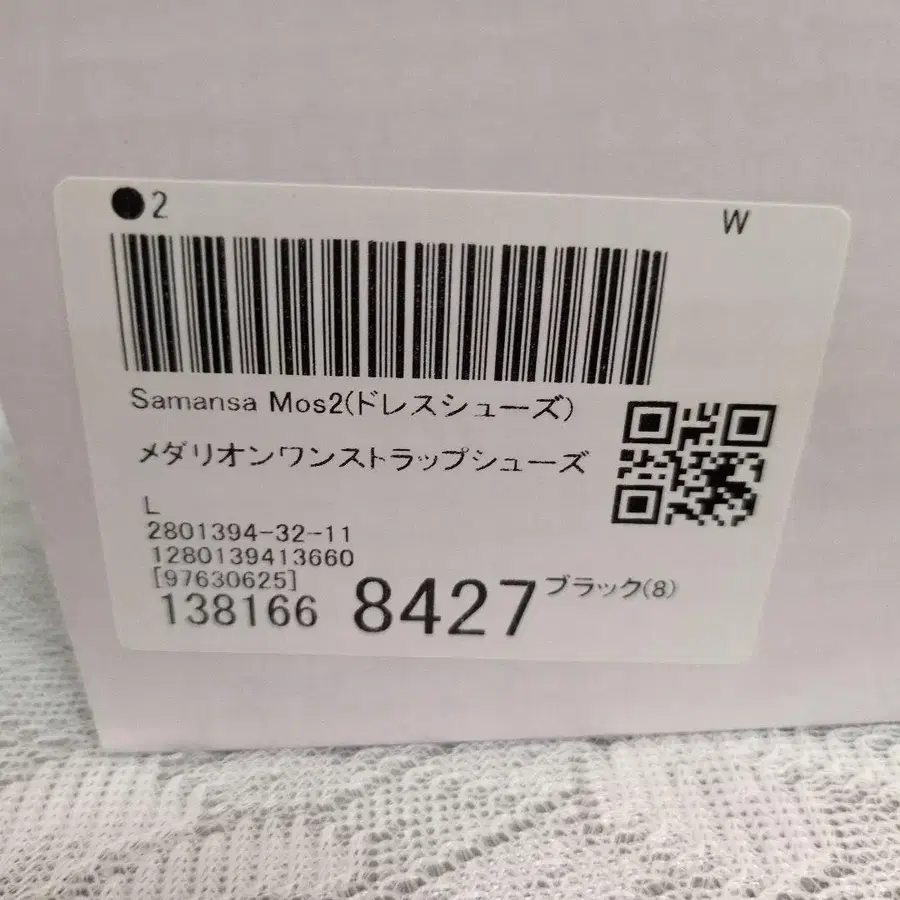 ●2
W
Samansa Mos2(ドレスシューズ)
メダリオンワンストラップシューズ
L
2801394-32-11
1280139413660
[97630625]
138166 8427 ブラック(8)